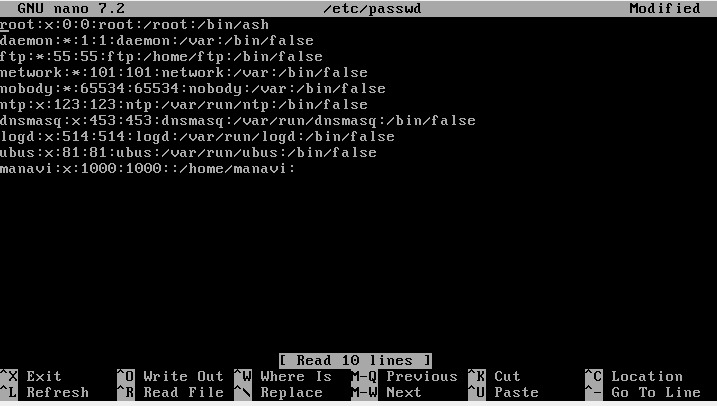 GNU nano 7.2 /etc/passwd Modified
root:x:0:0:root:/root:/bin/ash
daemon:*:1:1:daemon:/var:/bin/false
ftp:*:55:55:ftp:/home/ftp:/bin/false
network:*:101:101:network:/var:/bin/false
nobody:*:65534:65534:nobody:/var:/bin/false
ntp:x:123:123:ntp:/var/run/ntp:/bin/false
dnsmasq:x:453:453:dnsmasq:/var/run/dnsmasq:/bin/false
logd:x:514:514:logd:/var/run/logd:/bin/false
ubus:x:81:81:ubus:/var/run/ubus:/bin/false
manavi:x:1000:1000::/home/manavi:
[ Read 10 lines ]
^X Exit ^O Write Out ^W Where Is M-Q Previous ^K Cut ^C Location
^L Refresh ^R Read File ^\ Replace M-W Next ^U Paste ^- Go To Line